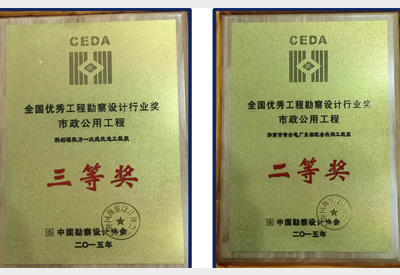 CEDA
全国优秀工程勘察设计行业奖
市政公用工程
三等奖
中国勘察设计协会
二〇一五年
CEDA
全国优秀工程勘察设计行业奖
市政公用工程
二等奖
中国勘察设计协会
二〇一五年